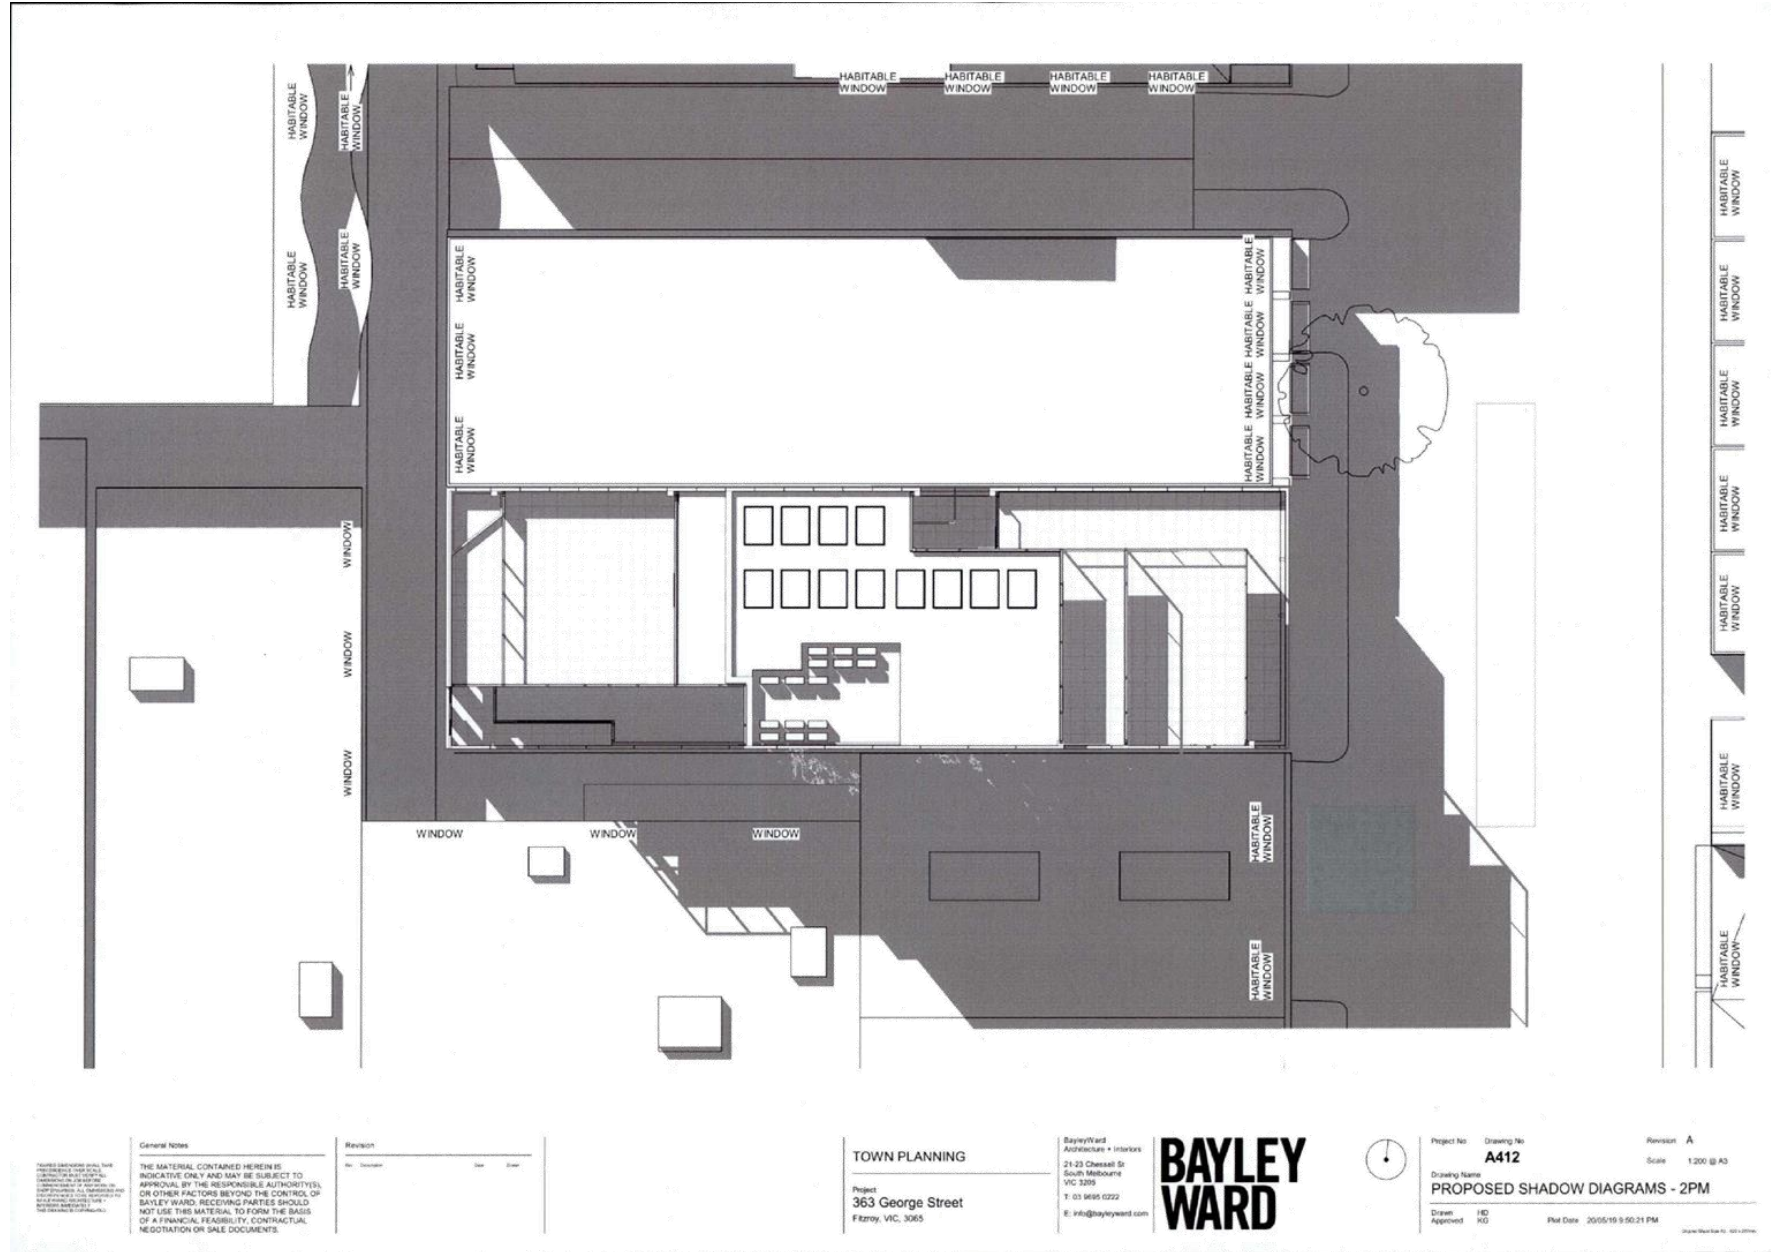 HABITABLE
WINDOW
HABITABLE
WINDOW
HABITABLE
WINDOW
HABITABLE
WINDOW
HABITABLE
WINDOW
HABITABLE
WINDOW
HABITABLE
WINDOW
HABITABLE
WINDOW
HABITABLE
WINDOW
HABITABLE
WINDOW
HABITABLE
WINDOW
HABITABLE
WINDOW
HABITABLE
WINDOW
HABITABLE
WINDOW
HABITABLE
WINDOW
HABITABLE
WINDOW
HABITABLE
WINDOW
HABITABLE
WINDOW
HABITABLE
WINDOW
HABITABLE
WINDOW
WINDOW
WINDOW
WINDOW
WINDOW
WINDOW
WINDOW
HABITABLE
WINDOW
HABITABLE
WINDOW
HABITABLE
WINDOW
HABITABLE
WINDOW
General Notes
THE MATERIAL CONTAINED HEREIN IS
INDICATIVE ONLY AND MAY BE SUBJECT TO
APPROVAL BY THE RESPONSIBLE AUTHORITY(S),
OR OTHER FACTORS BEYOND THE CONTROL OF
BAYLEY WARD. RECEIVING PARTIES SHOULD
NOT USE THIS MATERIAL TO FORM THE BASIS
OF A FINANCIAL FEASIBILITY, CONTRACTUAL
NEGOTIATION OR SALE DOCUMENTS.
Revision
No Description Date Drawn
TOWN PLANNING
Project
363 George Street
Fitzroy, VIC, 3065
BayleyWard
Architecture + Interiors
21-23 Chessell St
South Melbourne
VIC 3205
T: 03 9695 0222
E: info@bayleyward.com
BAYLEY
WARD
Project No Drawing No Revision A
A412 Scale 1:200 @ A3
Drawing Name
PROPOSED SHADOW DIAGRAMS - 2PM
Drawn HD
Approved KG Plot Date 20/05/19 9:50:21 PM